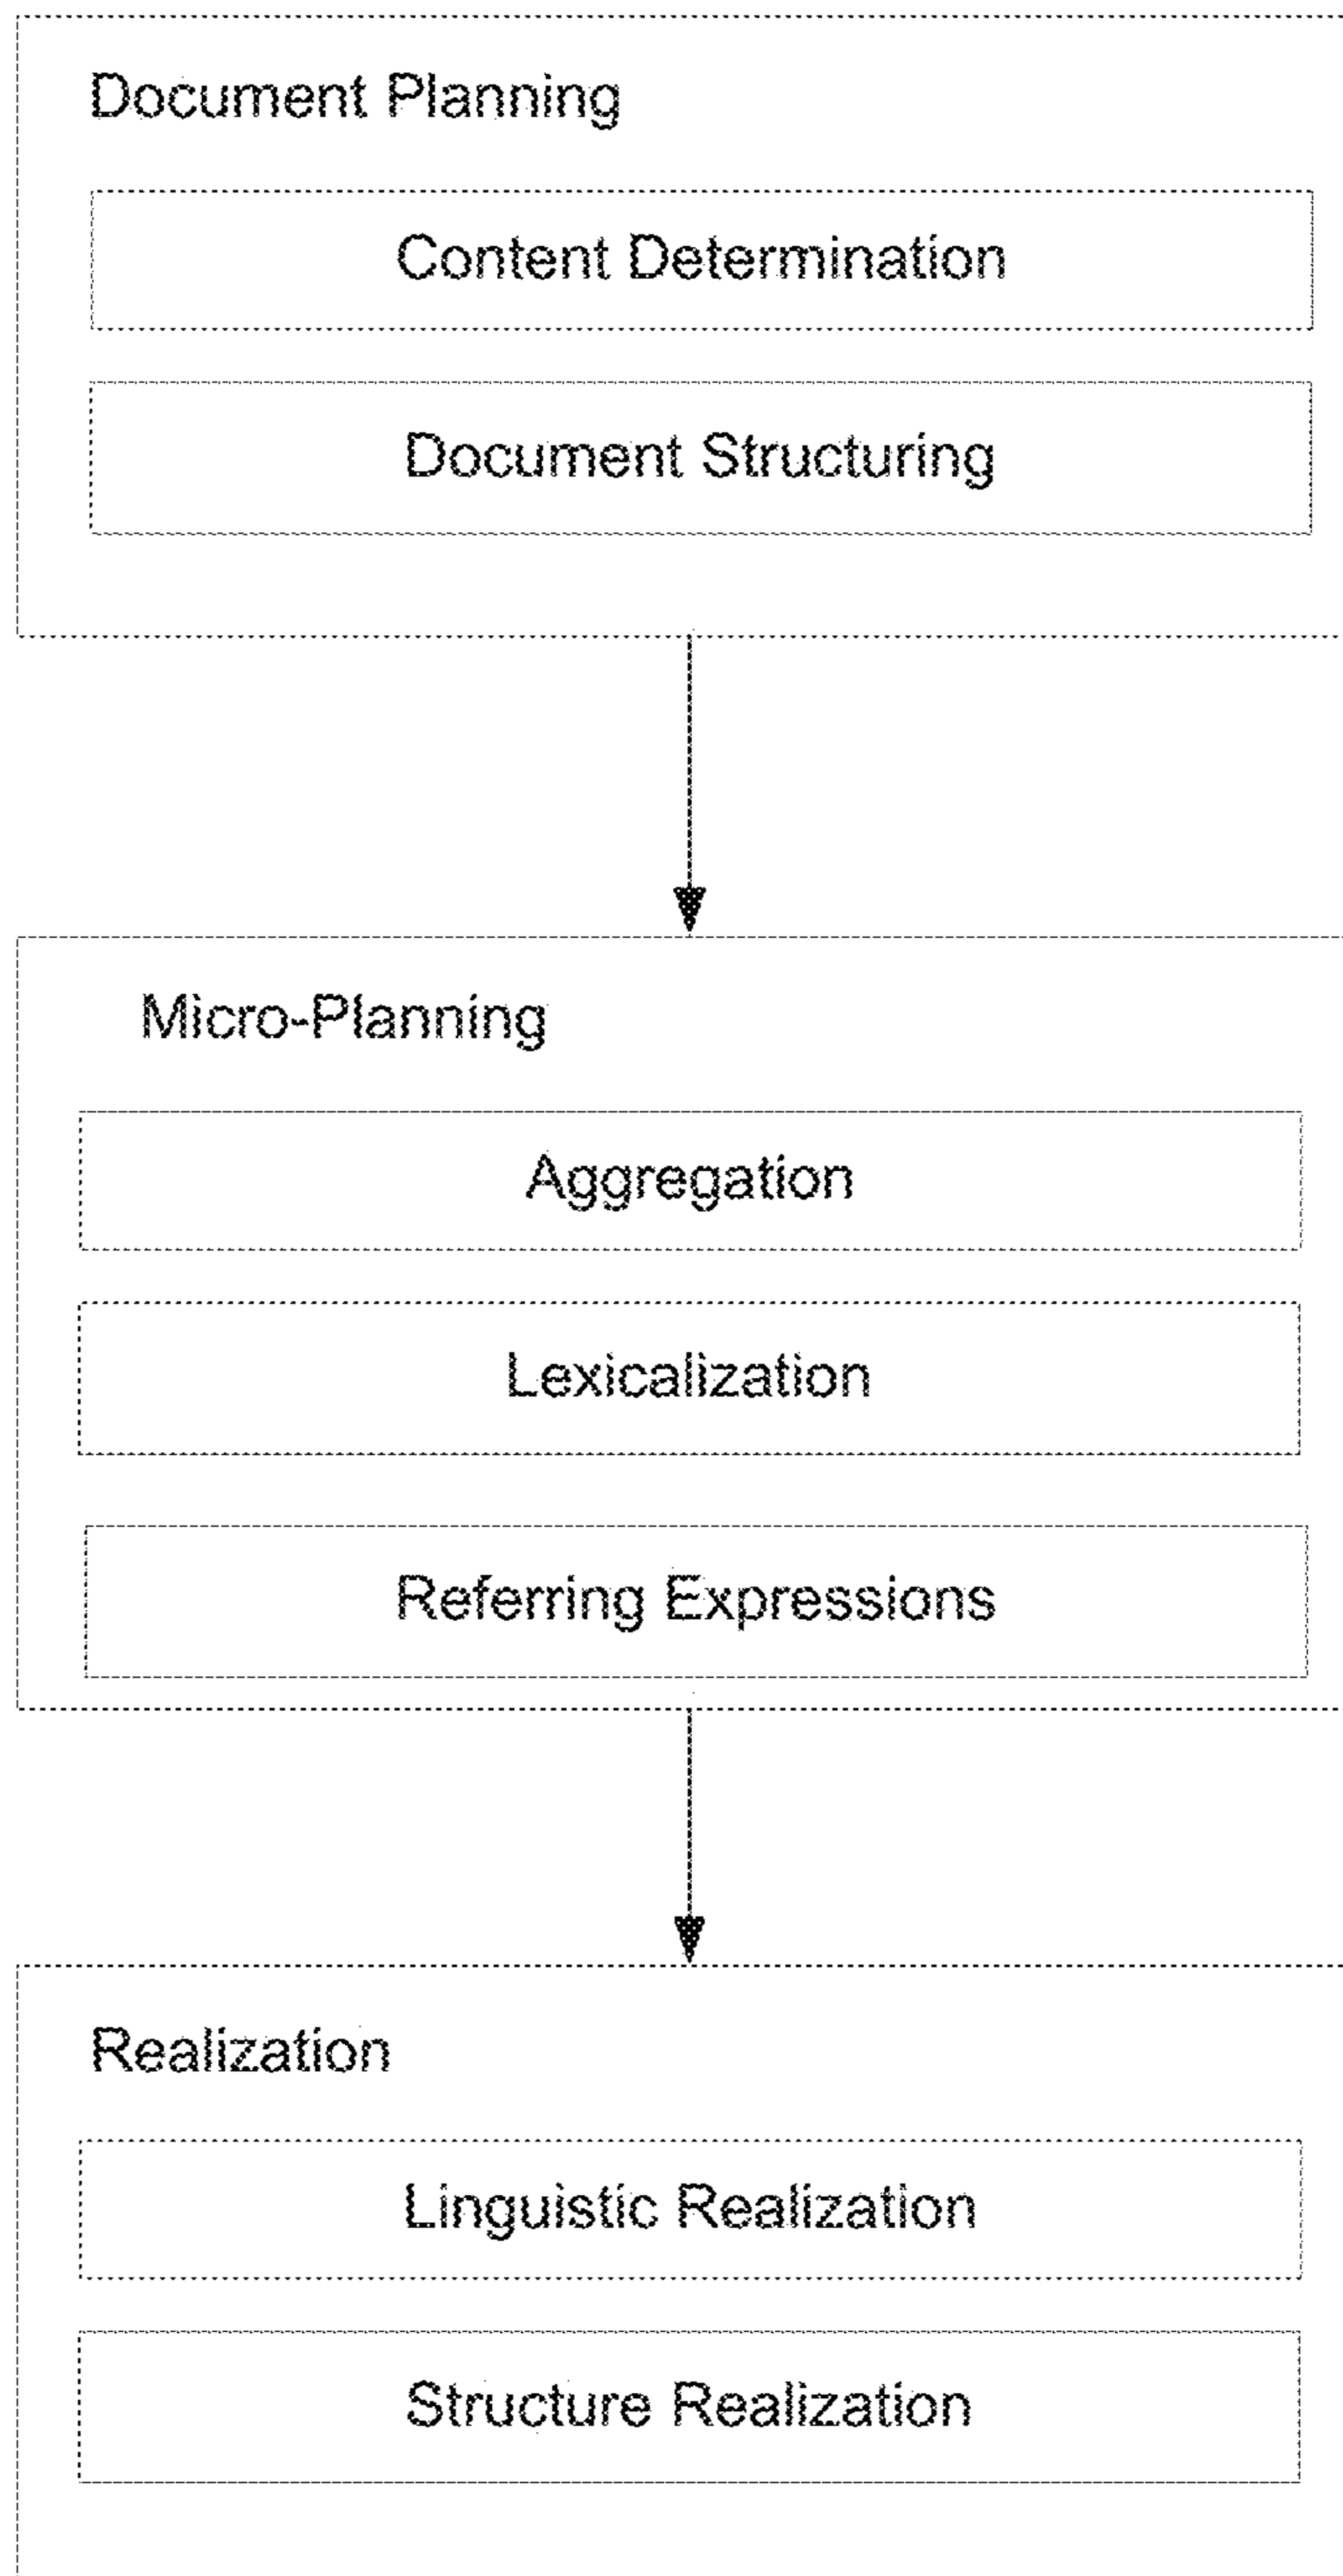 Document Planning
Content Determination
Document Structuring
Micro-Planning
Aggregation
Lexicalization
Referring Expressions
Realization
Linguistic Realization
Structure Realization